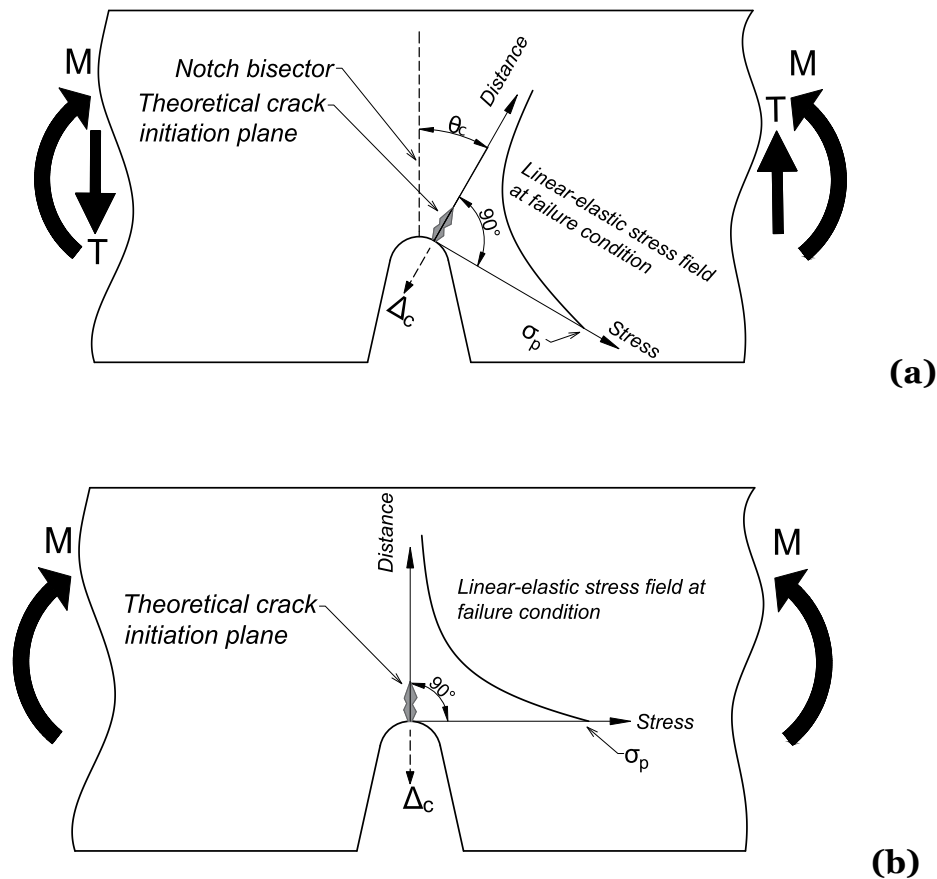 M
T
Notch bisector
Theoretical crack
initiation plane
θc
Distance
90°
Linear-elastic stress field
at failure condition
Δc
σp
Stress
M
T
(a)
M
Distance
Theoretical crack
initiation plane
90°
Linear-elastic stress field at
failure condition
Stress
σp
Δc
M
(b)